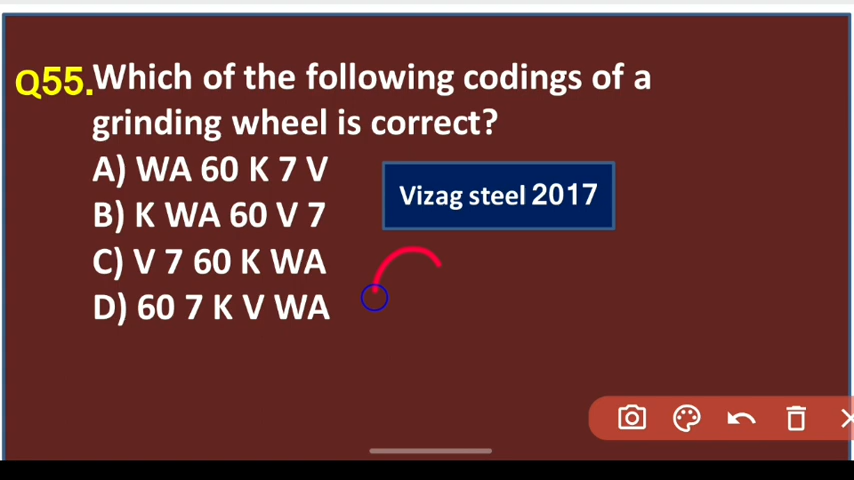 Q55.Which of the following codings of a
grinding wheel is correct?
A) WA 60 K 7 V
B) K WA 60 V 7
Vizag steel 2017
C) V 7 60 K WA
D) 60 7 K V WA